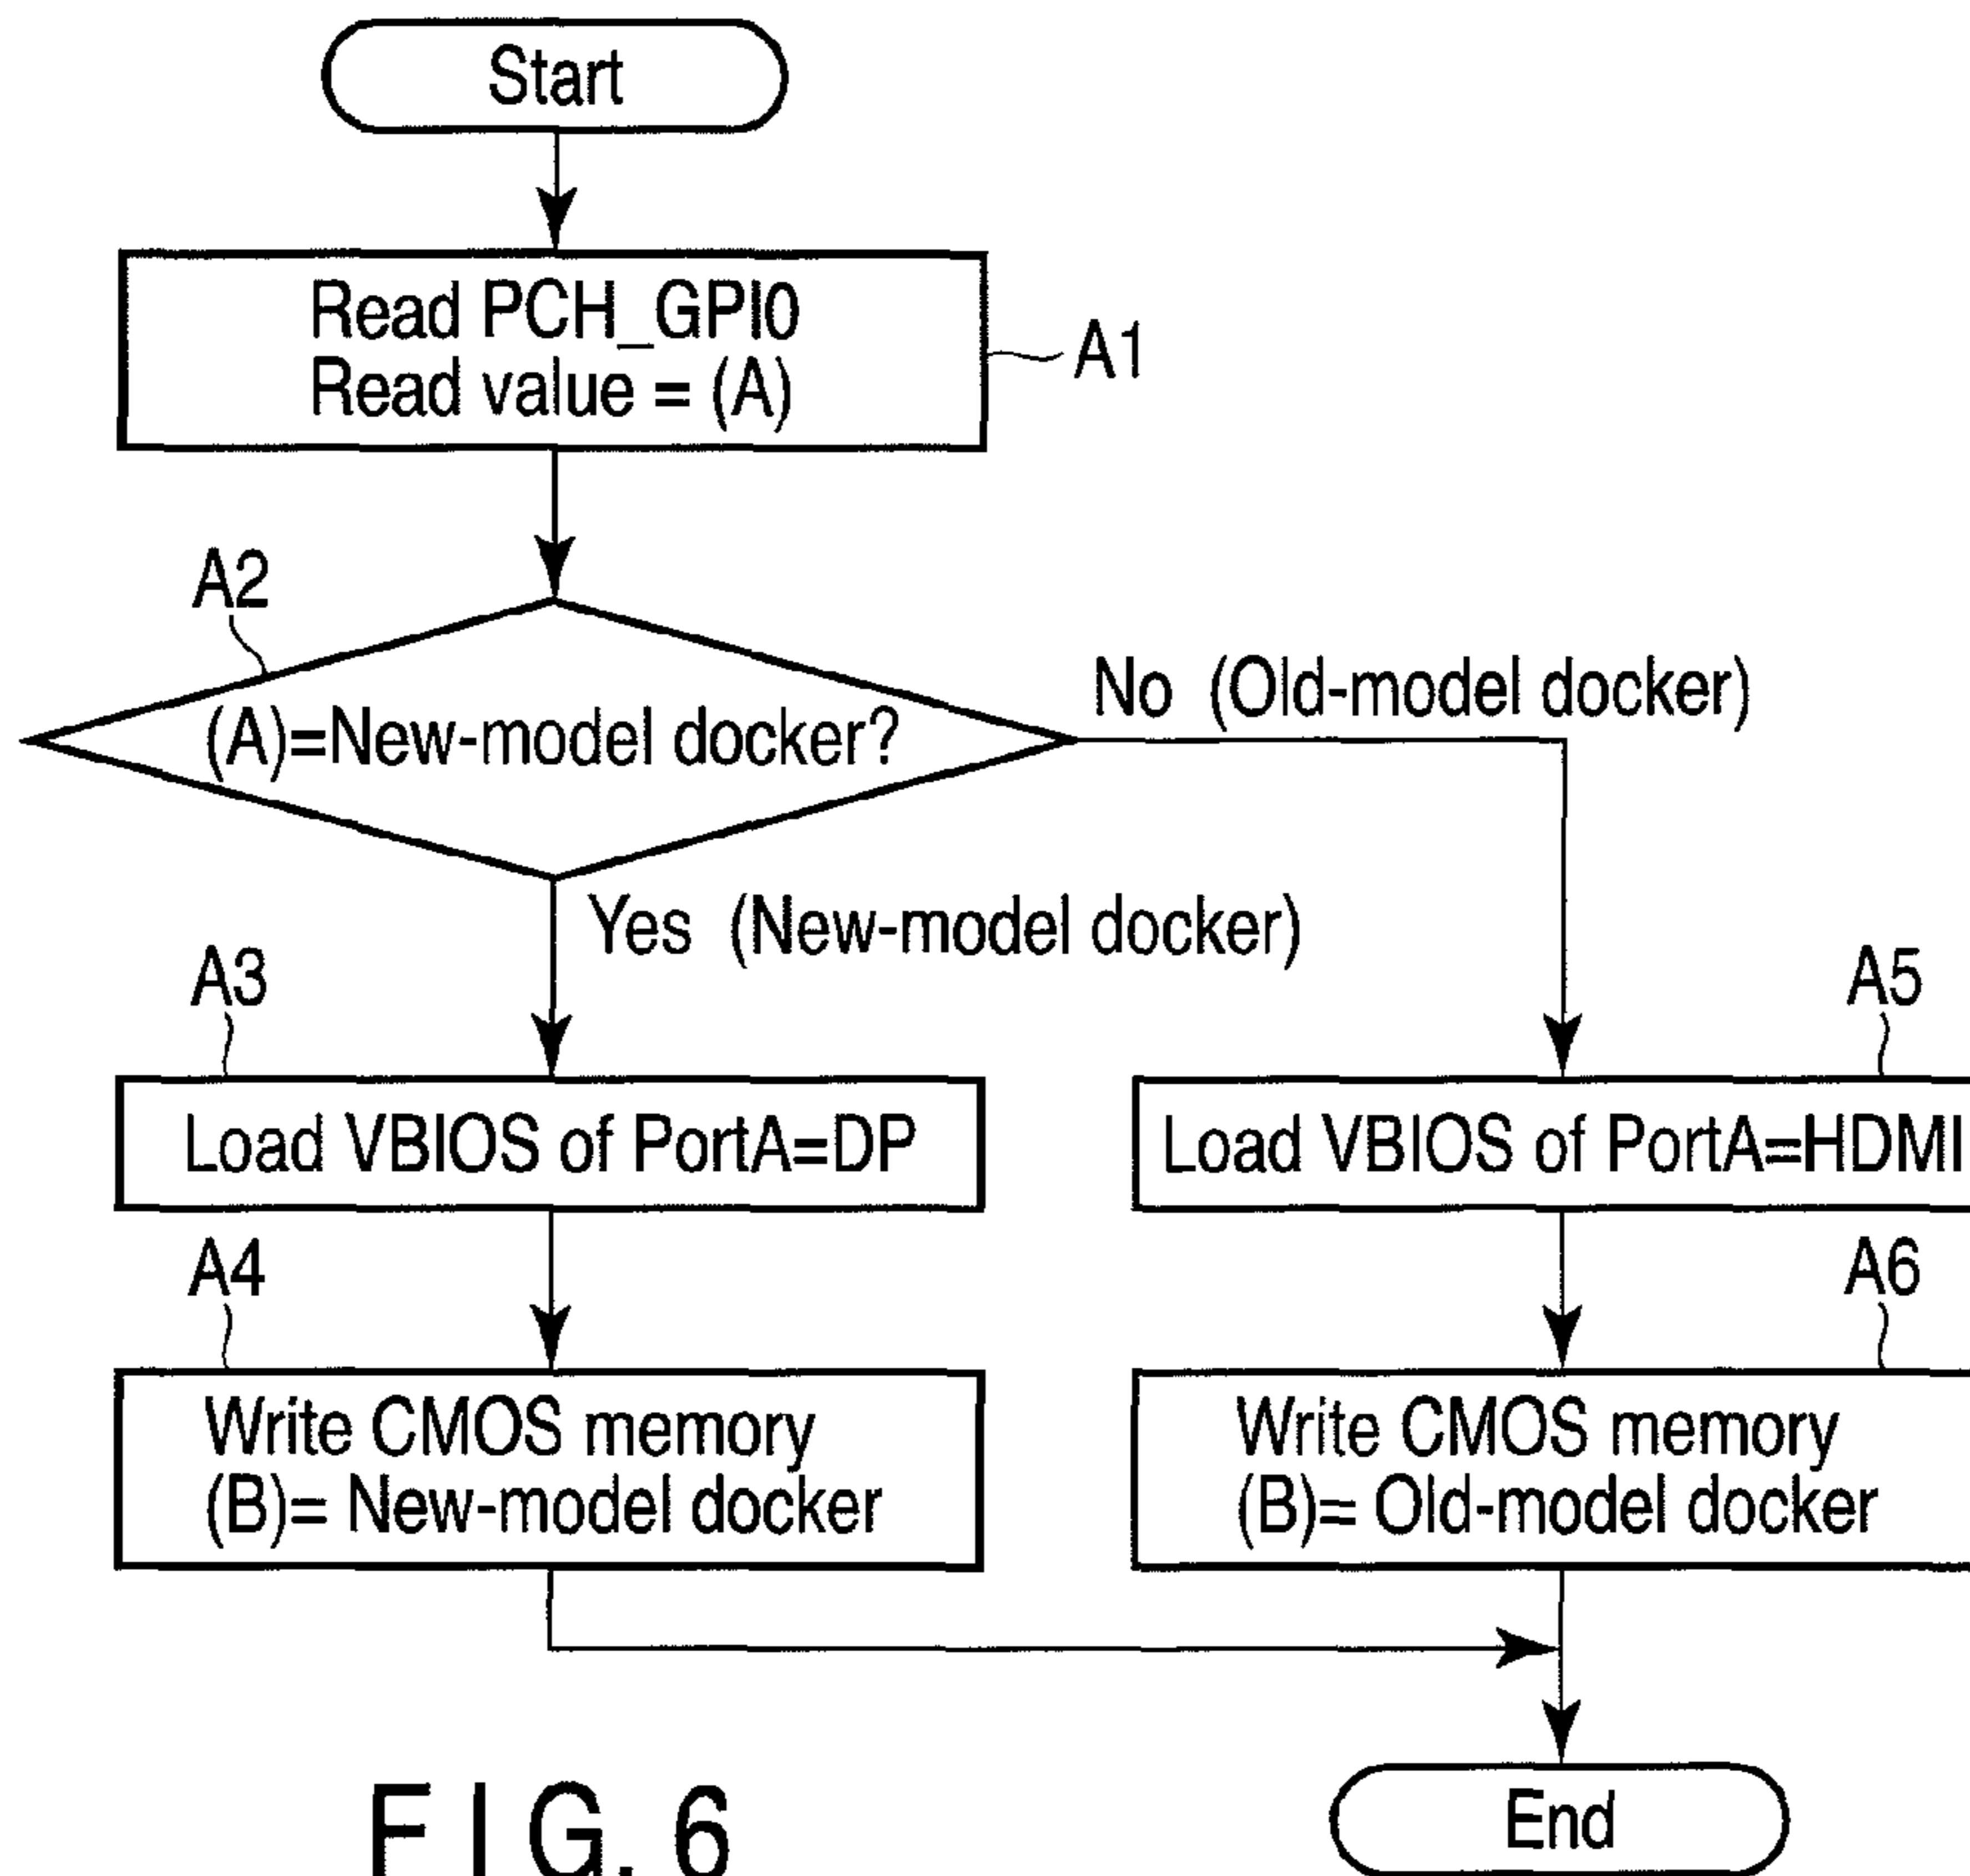 Start
Read PCH_GPI0
Read value = (A)
A1
A2
(A)=New-model docker?
No (Old-model docker)
Yes (New-model docker)
A3
Load VBIOS of PortA=DP
A5
Load VBIOS of PortA=HDMI
A4
Write CMOS memory
(B)= New-model docker
A6
Write CMOS memory
(B)= Old-model docker
End
FIG. 6